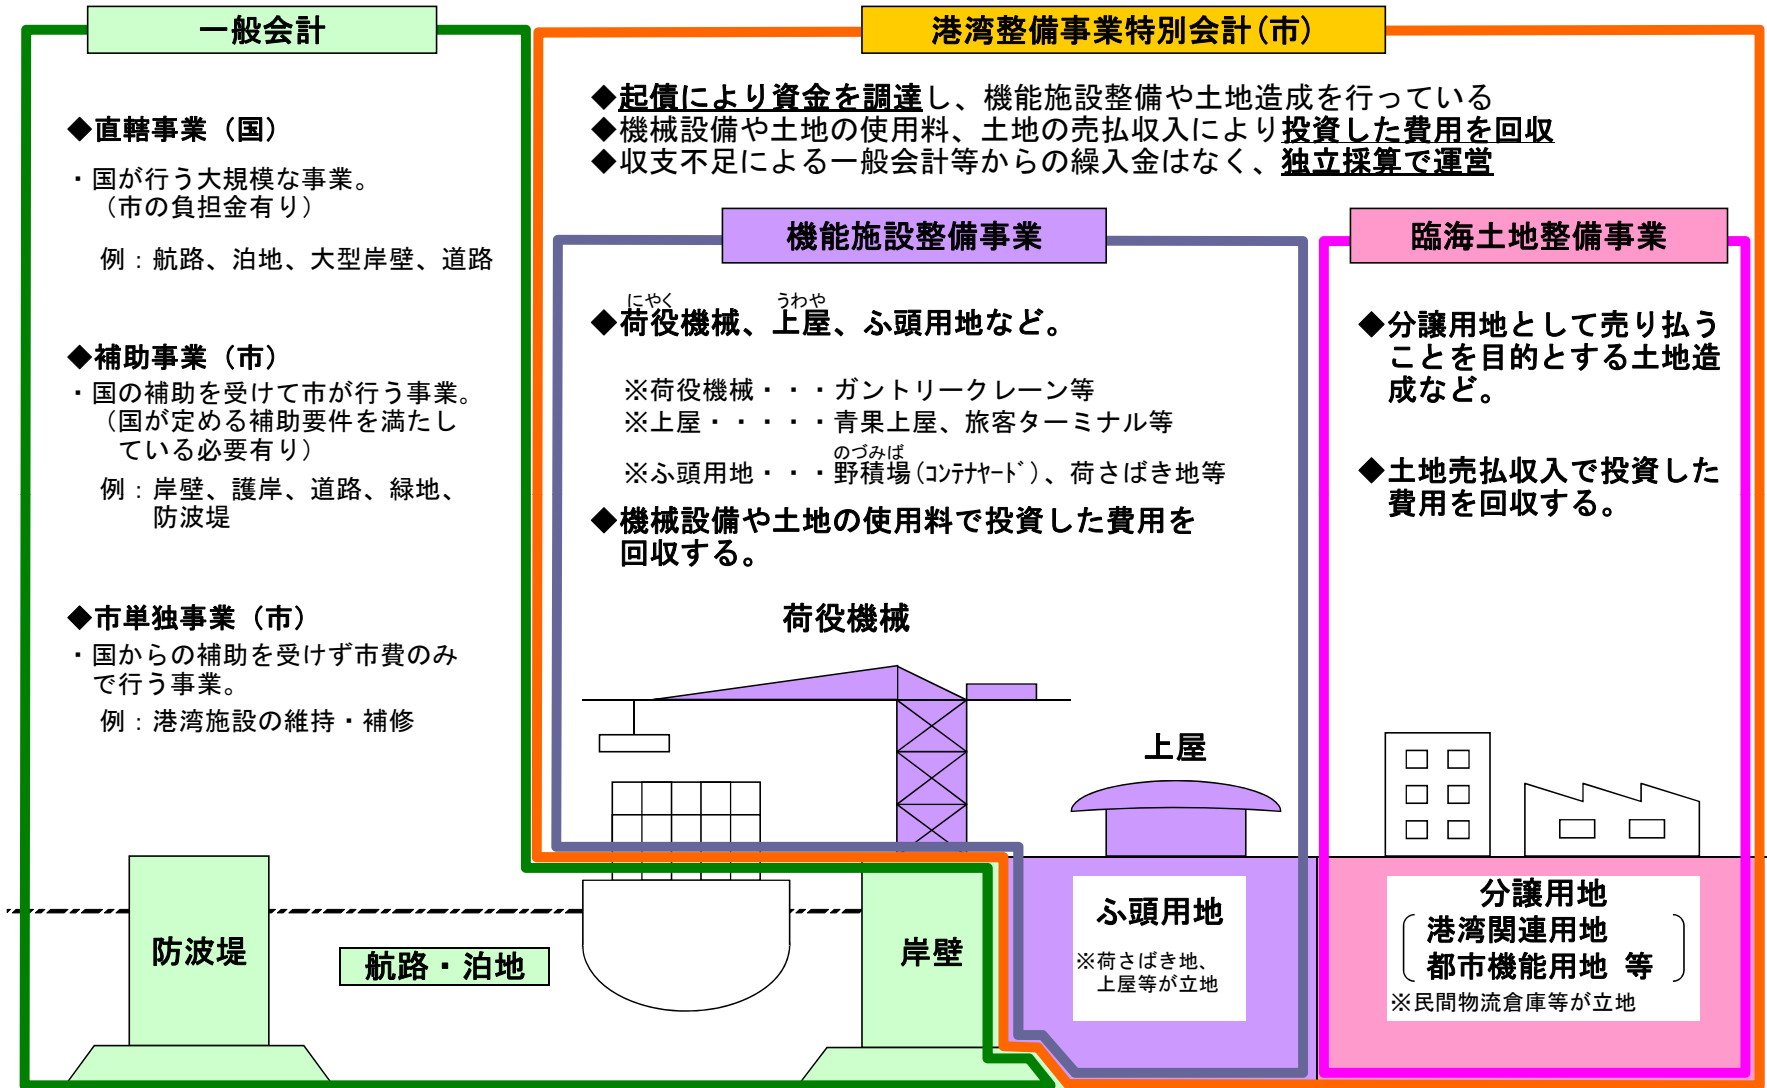 一般会計
◆直轄事業（国）
・国が行う大規模な事業。
（市の負担金有り）
例：航路、泊地、大型岸壁、道路
◆補助事業（市）
・国の補助を受けて市が行う事業。
（国が定める補助要件を満たし
ている必要有り）
例：岸壁、護岸、道路、緑地、
防波堤
◆市単独事業（市）
・国からの補助を受けず市費のみ
で行う事業。
例：港湾施設の維持・補修
港湾整備事業特別会計(市)
◆起債により資金を調達し、機能施設整備や土地造成を行っている
◆機械設備や土地の使用料、土地の売払収入により投資した費用を回収
◆収支不足による一般会計等からの繰入金はなく、独立採算で運営
機能施設整備事業
にやく うわや
◆荷役機械、上屋、ふ頭用地など。
※荷役機械・・・ガントリークレーン等
※上屋・・・・・青果上屋、旅客ターミナル等
のづみば
※ふ頭用地・・・野積場(ｺﾝﾃﾅﾔｰﾄﾞ)、荷さばき地等
◆機械設備や土地の使用料で投資した費用を
回収する。
臨海土地整備事業
◆分譲用地として売り払う
ことを目的とする土地造
成など。
◆土地売払収入で投資した
費用を回収する。
荷役機械
上屋
防波堤
航路・泊地
岸壁
ふ頭用地
※荷さばき地、
上屋等が立地
分譲用地
港湾関連用地
都市機能用地 等
※民間物流倉庫等が立地